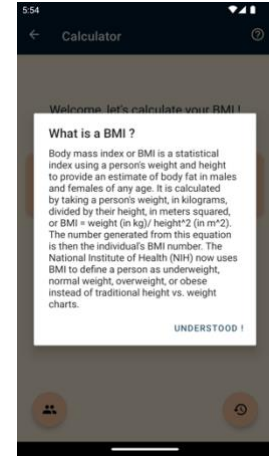 5:54
Calculator
Welcome, let's calculate your BMI !
What is a BMI ?
Body mass index or BMI is a statistical
index using a person's weight and height
to provide an estimate of body fat in males
and females of any age. It is calculated
by taking a person's weight, in kilograms,
divided by their height, in meters squared,
or BMI = weight (in kg)/ height^2 (in m^2).
The number generated from this equation
is then the individual's BMI number. The
National Institute of Health (NIH) now uses
BMI to define a person as underweight,
normal weight, overweight, or obese
instead of traditional height vs. weight
charts.
UNDERSTOOD !